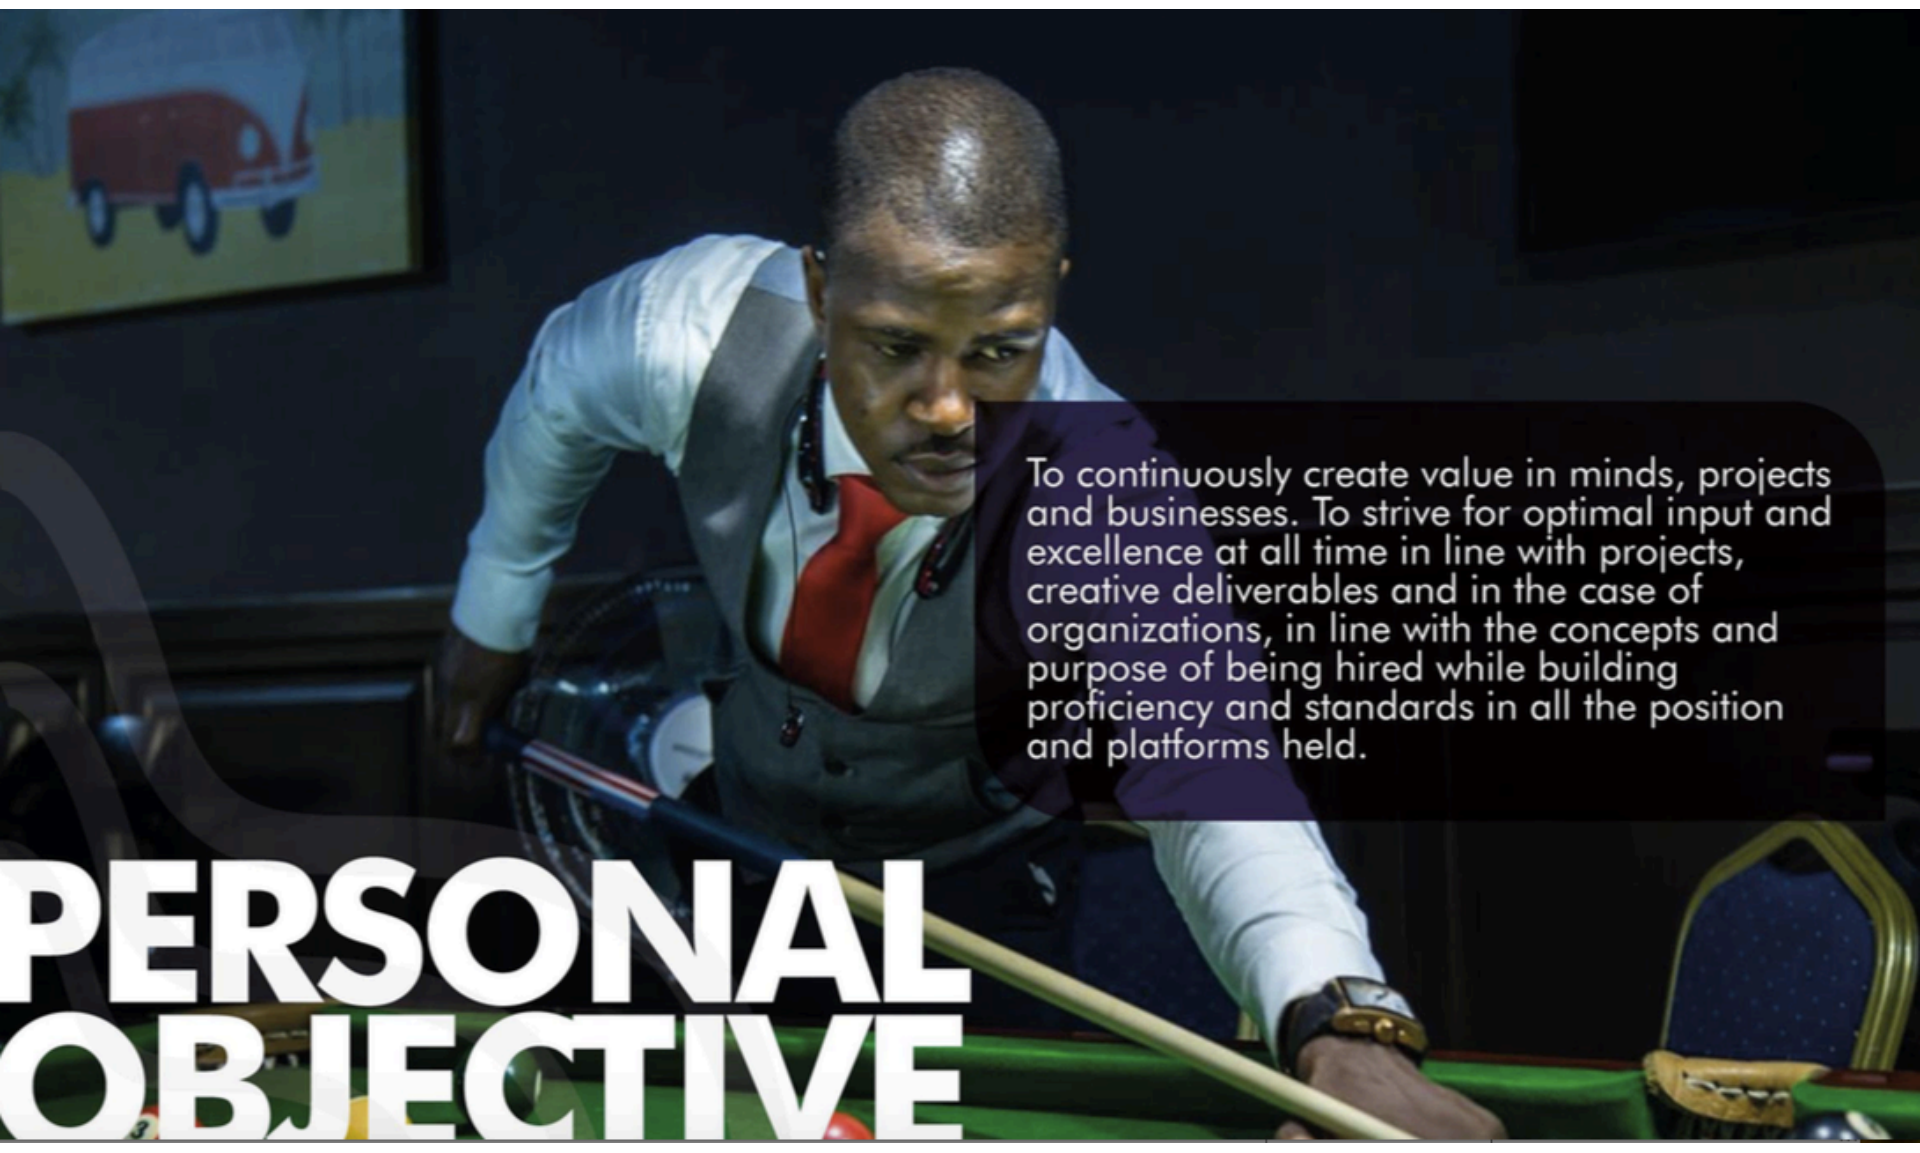 To continuously create value in minds, projects
and businesses. To strive for optimal input and
excellence at all time in line with projects,
creative deliverables and in the case of
organizations, in line with the concepts and
purpose of being hired while building
proficiency and standards in all the position
and platforms held.
PERSONAL
OBJECTIVE
3